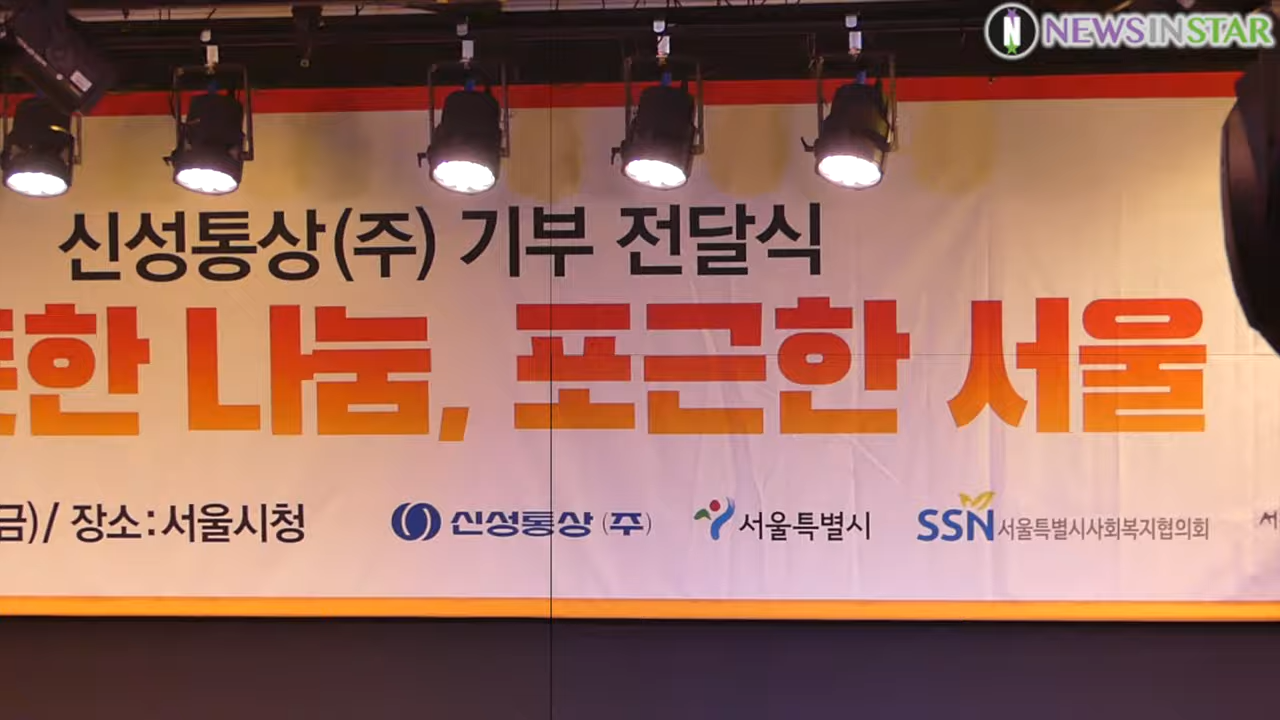 NEWSINSTAR
신성통상(주) 기부 전달식
한 나눔, 포근한 서울
금)/ 장소:서울시청
신성통상 (주)
서울특별시
SSN 서울특별시사회복지협의회